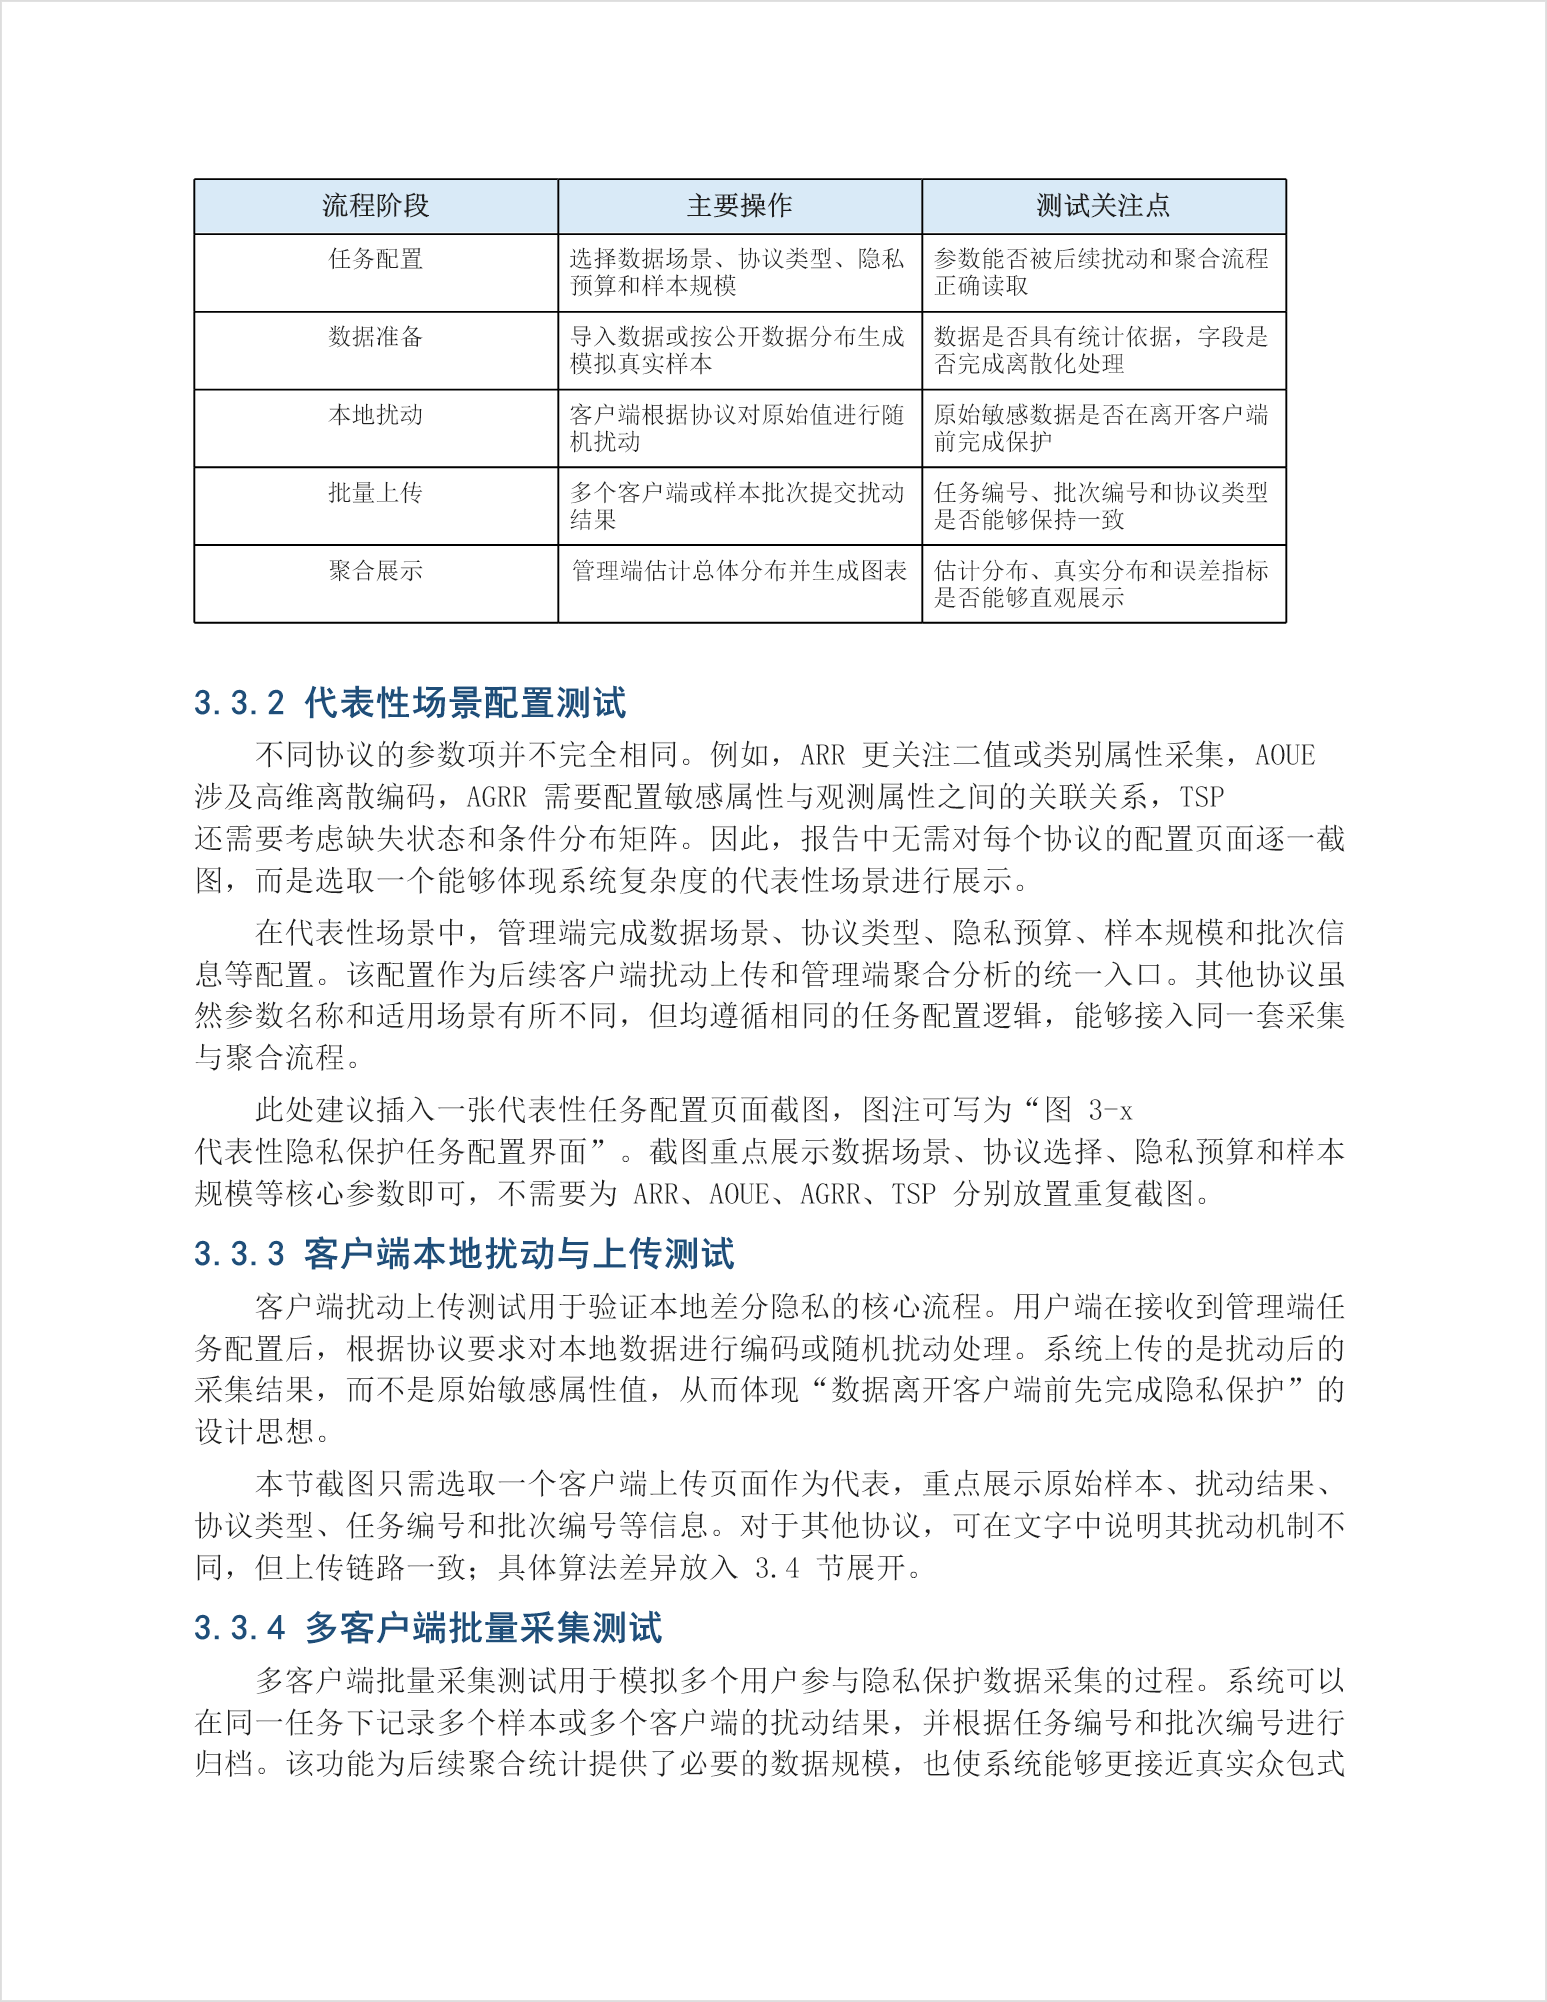 流程阶段 主要操作 测试关注点
任务配置 选择数据场景、协议类型、隐私 参数能否被后续扰动和聚合流程
预算和样本规模 正确读取
数据准备 导入数据或按公开数据分布生成 数据是否具有统计依据，字段是
模拟真实样本 否完成离散化处理
本地扰动 客户端根据协议对原始值进行随 原始敏感数据是否在离开客户端
机扰动 前完成保护
批量上传 多个客户端或样本批次提交扰动 任务编号、批次编号和协议类型
结果 是否能够保持一致
聚合展示 管理端估计总体分布并生成图表 估计分布、真实分布和误差指标
是否能够直观展示
3.3.2 代表性场景配置测试
不同协议的参数项并不完全相同。例如，ARR 更关注二值或类别属性采集，AOUE
涉及高维离散编码，AGRR 需要配置敏感属性与观测属性之间的关联关系，TSP
还需要考虑缺失状态和条件分布矩阵。因此，报告中无需对每个协议的配置页面逐一截
图，而是选取一个能够体现系统复杂度的代表性场景进行展示。
在代表性场景中，管理端完成数据场景、协议类型、隐私预算、样本规模和批次信
息等配置。该配置作为后续客户端扰动上传和管理端聚合分析的统一入口。其他协议虽
然参数名称和适用场景有所不同，但均遵循相同的任务配置逻辑，能够接入同一套采集
与聚合流程。
此处建议插入一张代表性任务配置页面截图，图注可写为“图 3-x
代表性隐私保护任务配置界面”。截图重点展示数据场景、协议选择、隐私预算和样本
规模等核心参数即可，不需要为 ARR、AOUE、AGRR、TSP 分别放置重复截图。
3.3.3 客户端本地扰动与上传测试
客户端扰动上传测试用于验证本地差分隐私的核心流程。用户端在接收到管理端任
务配置后，根据协议要求对本地数据进行编码或随机扰动处理。系统上传的是扰动后的
采集结果，而不是原始敏感属性值，从而体现“数据离开客户端前先完成隐私保护”的
设计思想。
本节截图只需选取一个客户端上传页面作为代表，重点展示原始样本、扰动结果、
协议类型、任务编号和批次编号等信息。对于其他协议，可在文字中说明其扰动机制不
同，但上传链路一致；具体算法差异放入 3.4 节展开。
3.3.4 多客户端批量采集测试
多客户端批量采集测试用于模拟多个用户参与隐私保护数据采集的过程。系统可以
在同一任务下记录多个样本或多个客户端的扰动结果，并根据任务编号和批次编号进行
归档。该功能为后续聚合统计提供了必要的数据规模，也使系统能够更接近真实众包式